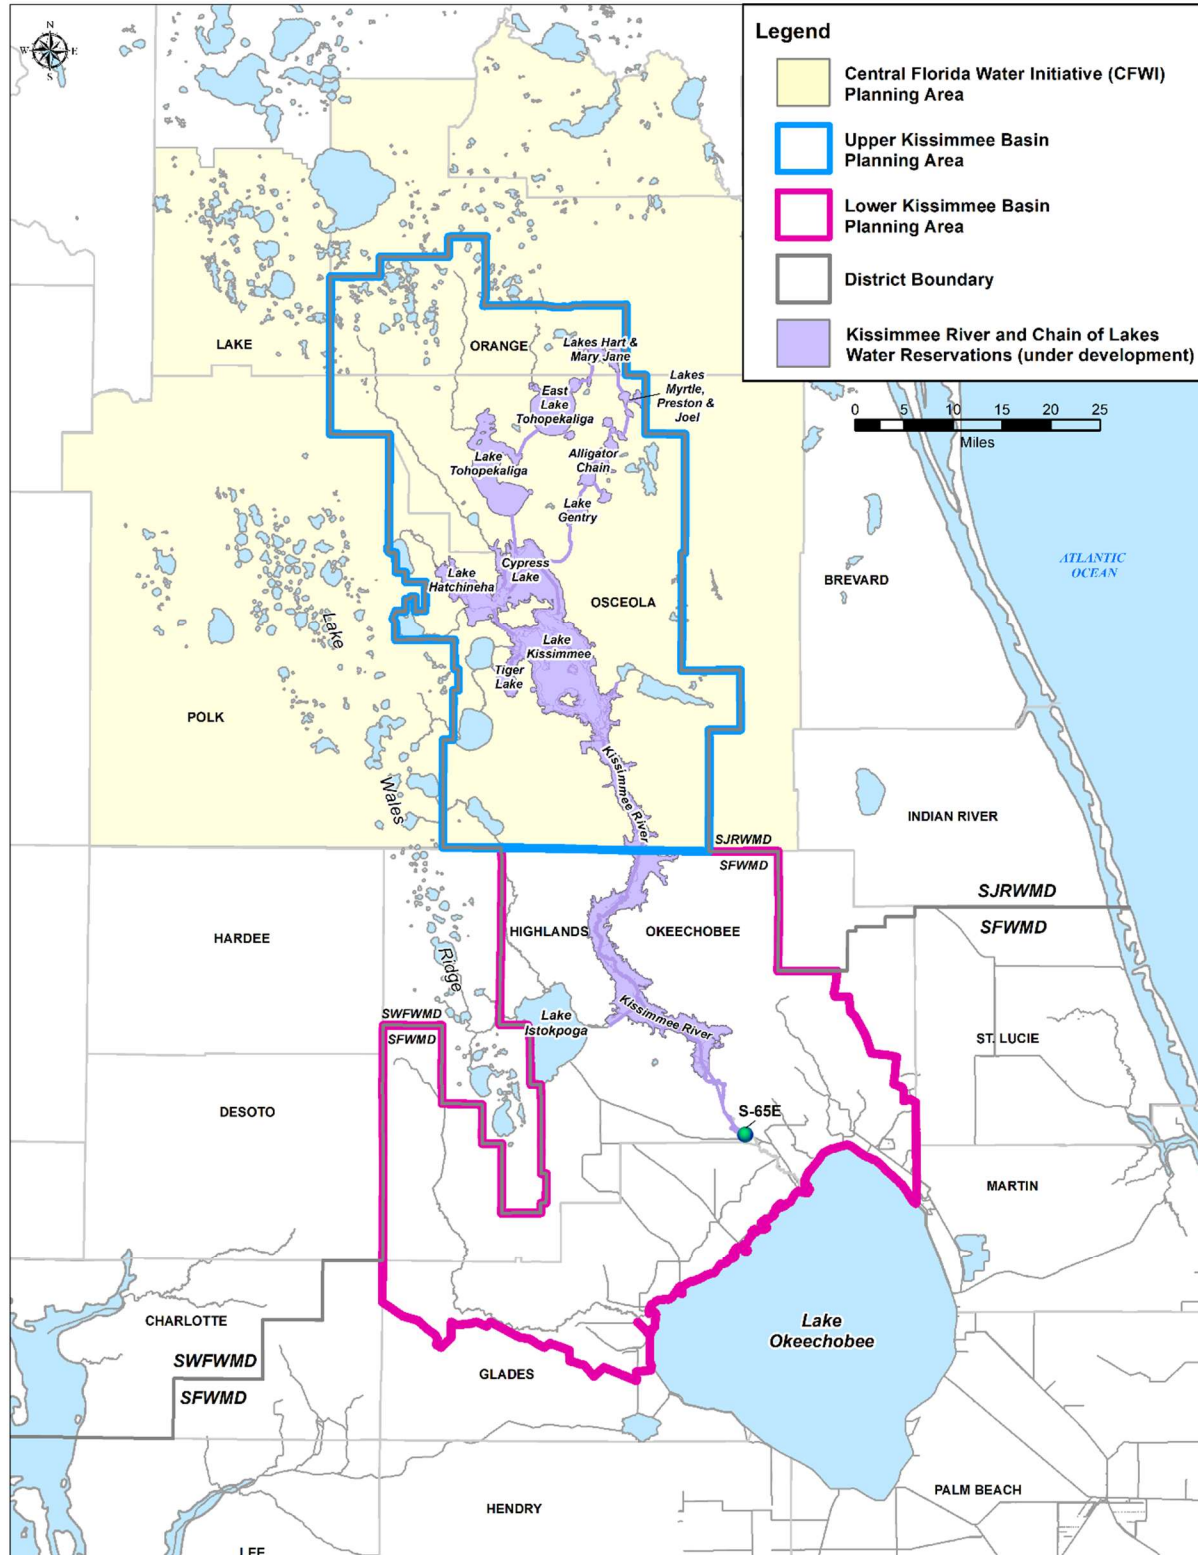 N
W
E
S
Legend
Central Florida Water Initiative (CFWI)
Planning Area
Upper Kissimmee Basin
Planning Area
Lower Kissimmee Basin
Planning Area
District Boundary
Kissimmee River and Chain of Lakes
Water Reservations (under development)
0 5 10 15 20 25
Miles
LAKE
ORANGE
Lakes Hart &
Mary Jane
Lakes
Myrtle,
Preston &
Joel
East
Lake
Tohopekaliga
Lake
Tohopekaliga
Alligator
Chain
Lake
Gentry
Cypress
Lake
Lake
Hatchineha
OSCEOLA
BREVARD
ATLANTIC
OCEAN
Lake
Lake
Kissimmee
Tiger
Lake
POLK
Wales
Kissimmee River
INDIAN RIVER
SJRWMD
SFWMD
SJRWMD
SFWMD
HARDEE
HIGHLANDS
OKEECHOBEE
Ridge
SWFWMD
SFWMD
Lake
Istokpoga
Kissimmee River
ST. LUCIE
DESOTO
S-65E
MARTIN
CHARLOTTE
SWFWMD
SFWMD
Lake
Okeechobee
GLADES
HENDRY
PALM BEACH
LEE